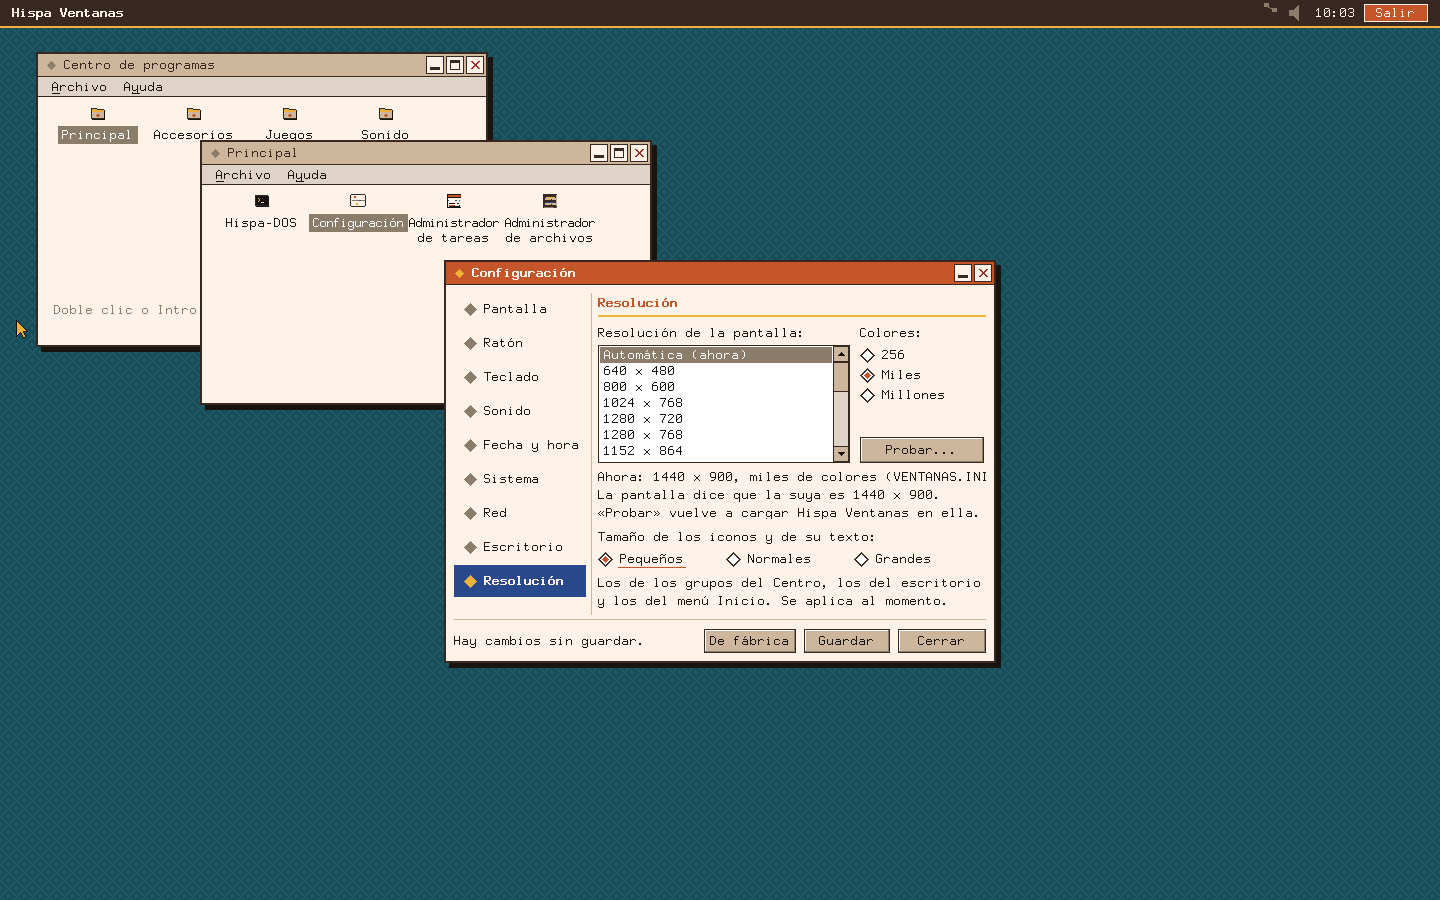 Hispa Ventanas
10:03
Salir
Centro de programas
Archivo Ayuda
Principal Accesorios Juegos Sonido
Doble clic o Intro
Principal
Archivo Ayuda
Hispa-DOS Configuración Administrador de tareas Administrador de archivos
Configuración
Pantalla
Ratón
Teclado
Sonido
Fecha y hora
Sistema
Red
Escritorio
Resolución
Resolución
Resolución de la pantalla:
Automática (ahora)
640 x 480
800 x 600
1024 x 768
1280 x 720
1280 x 768
1152 x 864
Colores:
256
Miles
Millones
Probar...
Ahora: 1440 x 900, miles de colores (VENTANAS.INI
La pantalla dice que la suya es 1440 x 900.
«Probar» vuelve a cargar Hispa Ventanas en ella.
Tamaño de los iconos y de su texto:
Pequeños Normales Grandes
Los de los grupos del Centro, los del escritorio
y los del menú Inicio. Se aplica al momento.
Hay cambios sin guardar.
De fábrica Guardar Cerrar